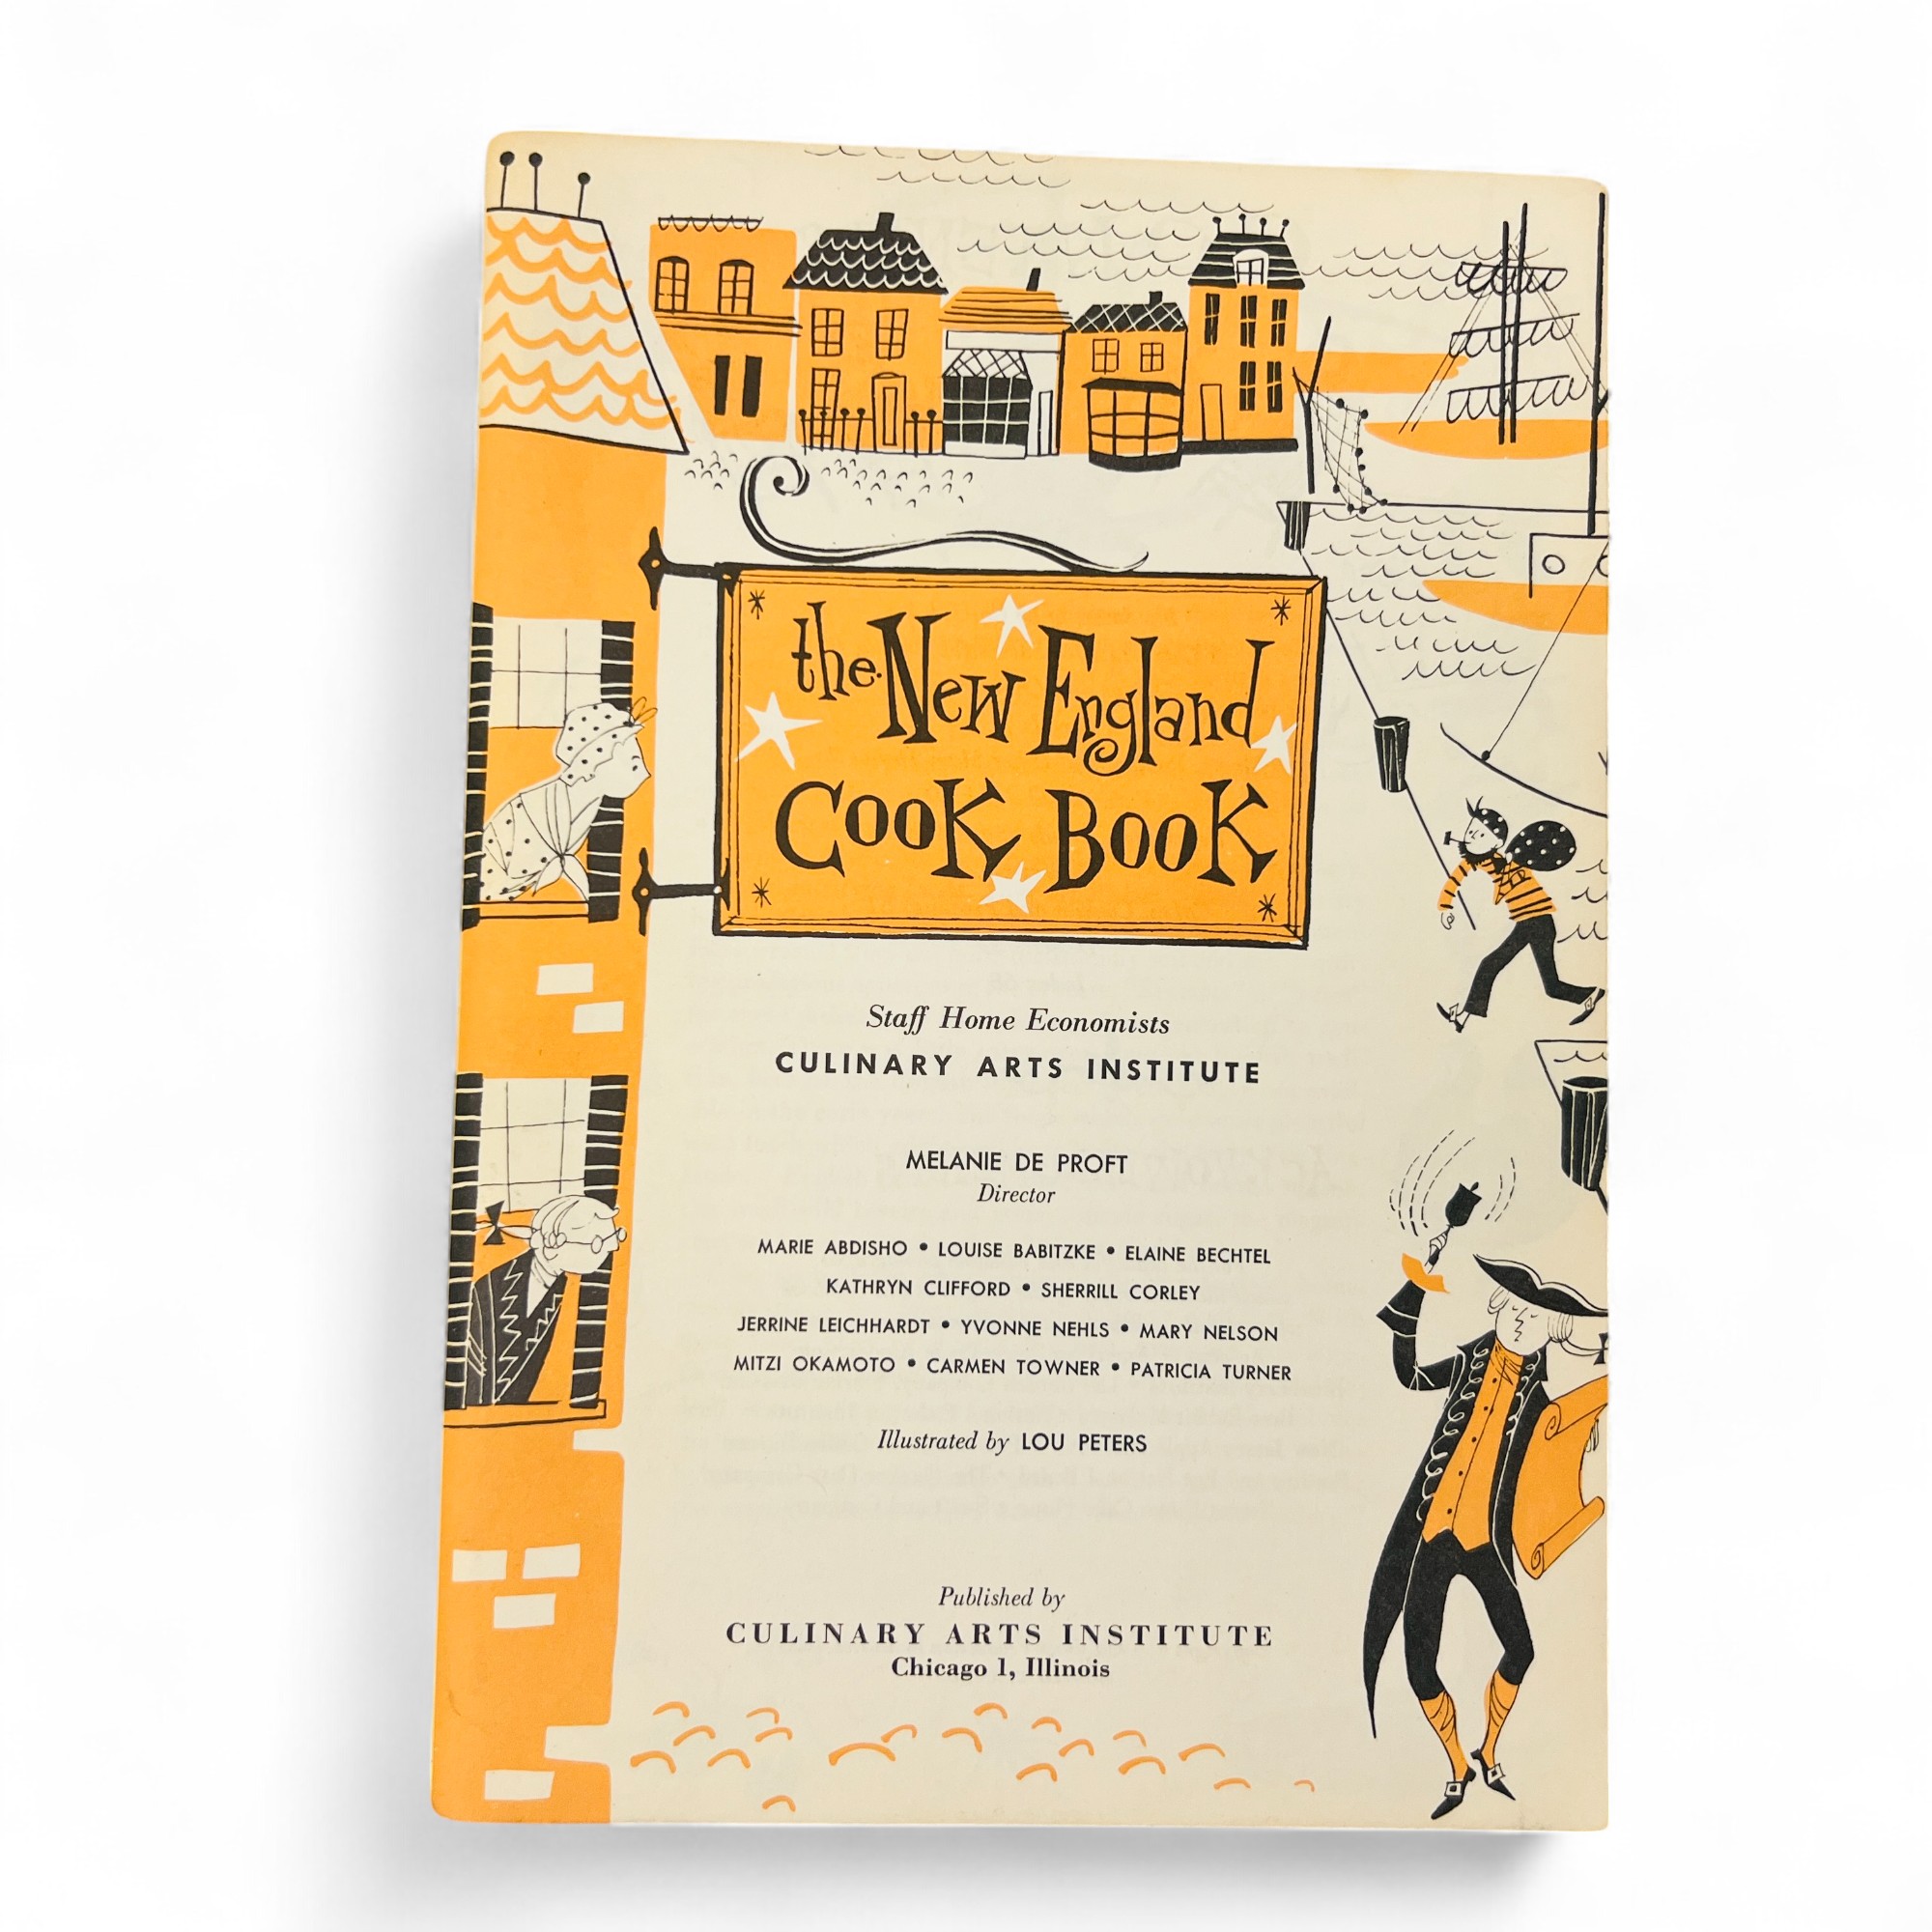 the New England
Cook Book
Staff Home Economists
CULINARY ARTS INSTITUTE
MELANIE DE PROFT
Director
MARIE ABDISHO • LOUISE BABITZKE • ELAINE BECHTEL
KATHRYN CLIFFORD • SHERRILL CORLEY
JERRINE LEICHHARDT • YVONNE NEHLS • MARY NELSON
MITZI OKAMOTO • CARMEN TOWNER • PATRICIA TURNER
Illustrated by LOU PETERS
Published by
CULINARY ARTS INSTITUTE
Chicago 1, Illinois